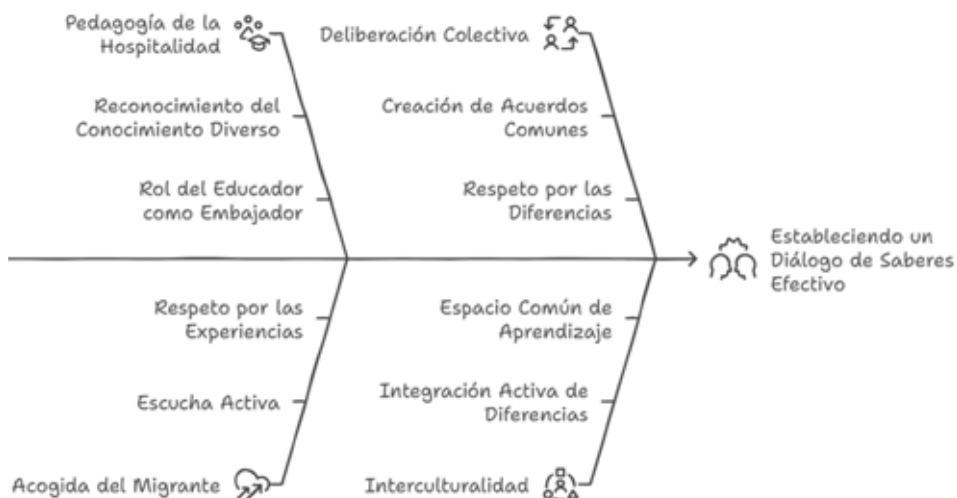 Pedagogía de la
Hospitalidad
Reconocimiento del
Conocimiento Diverso
Rol del Educador
como Embajador
Deliberación Colectiva
Creación de Acuerdos
Comunes
Respeto por las
Diferencias
Estableciendo un
Diálogo de Saberes
Efectivo
Respeto por las
Experiencias
Escucha Activa
Acogida del Migrante
Espacio Común de
Aprendizaje
Integración Activa de
Diferencias
Interculturalidad